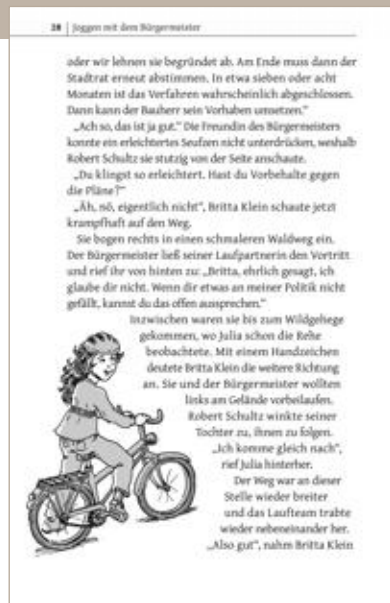 28 | Joggen mit dem Bürgermeister
oder wir lehnen sie begründet ab. Am Ende muss dann der
Stadtrat erneut abstimmen. In etwa sieben oder acht
Monaten ist das Verfahren wahrscheinlich abgeschlossen.
Dann kann der Bauherr sein Vorhaben umsetzen.“
„Ach so, das ist ja gut.“ Die Freundin des Bürgermeisters
konnte ein erleichtertes Seufzen nicht unterdrücken, weshalb
Robert Schultz sie stutzig von der Seite anschaute.
„Du klingst so erleichtert. Hast du Vorbehalte gegen
die Pläne?“
„Äh, nö, eigentlich nicht“, Britta Klein schaute jetzt
krampfhaft auf den Weg.
Sie bogen rechts in einen schmaleren Waldweg ein.
Der Bürgermeister ließ seiner Laufpartnerin den Vortritt
und rief ihr von hinten zu: „Britta, ehrlich gesagt, ich
glaube dir nicht. Wenn dir etwas an meiner Politik nicht
gefällt, kannst du das offen aussprechen.“
Inzwischen waren sie bis zum Wildgehege
gekommen, wo Julia schon die Rehe
beobachtete. Mit einem Handzeichen
deutete Britta Klein die weitere Richtung
an. Sie und der Bürgermeister wollten
links am Gelände vorbeilaufen.
Robert Schultz winkte seiner
Tochter zu, ihnen zu folgen.
„Ich komme gleich nach“,
rief Julia hinterher.
Der Weg war an dieser
Stelle wieder breiter
und das Laufteam trabte
wieder nebeneinander her.
„Also gut“, nahm Britta Klein